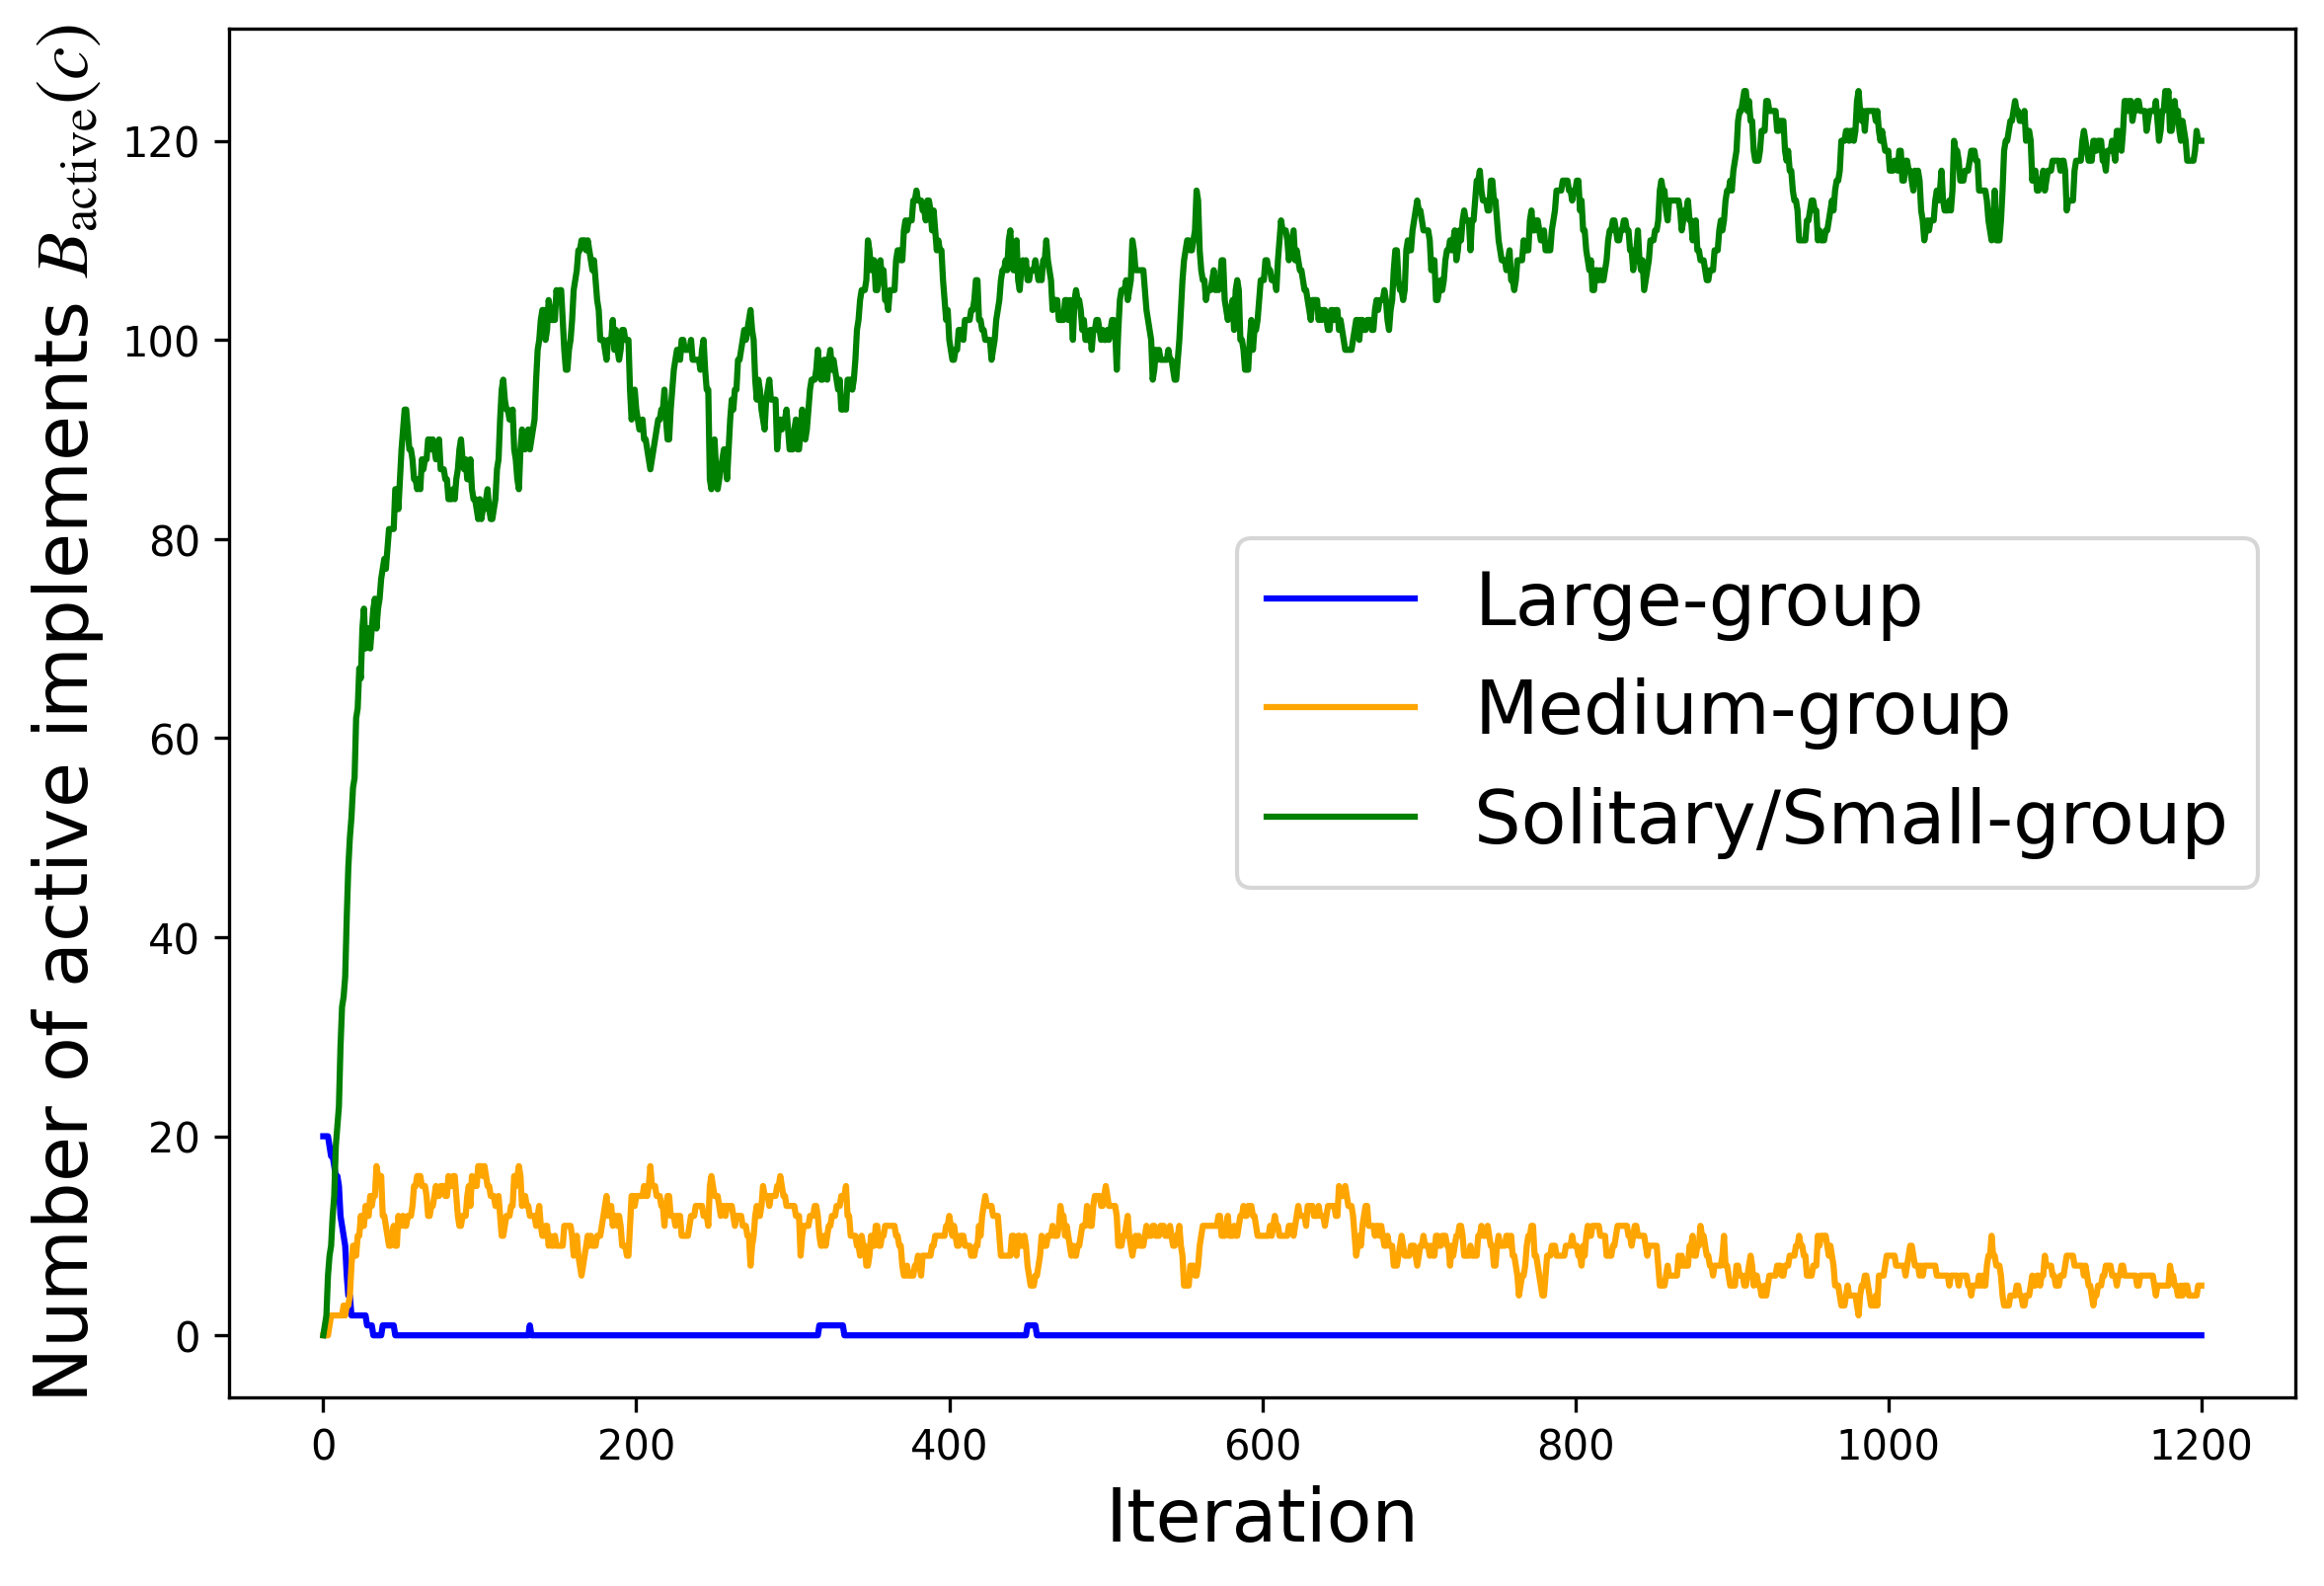 Number of active implements B_active(c)
120
100
80
60
40
20
0
Large-group
Medium-group
Solitary/Small-group
0 200 400 600 800 1000 1200
Iteration